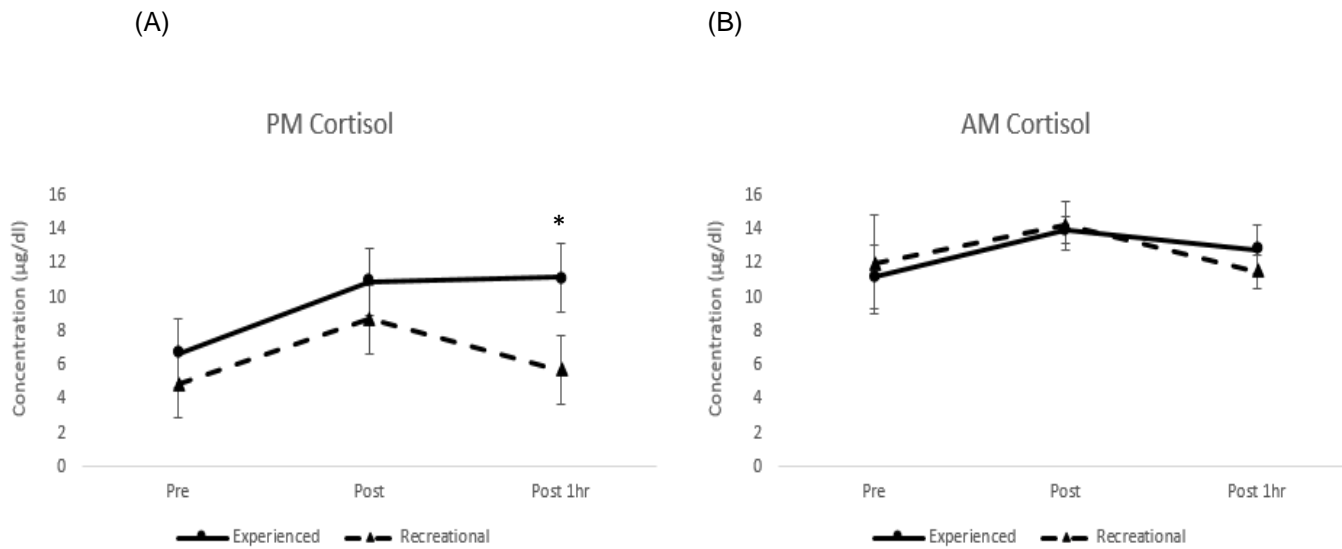 (A)
PM Cortisol
Concentration (µg/dl)
16
14
12
10
8
6
4
2
0
*
Pre Post Post 1hr
Experienced Recreational
(B)
AM Cortisol
Concentration (µg/dl)
16
14
12
10
8
6
4
2
0
Pre Post Post 1hr
Experienced Recreational